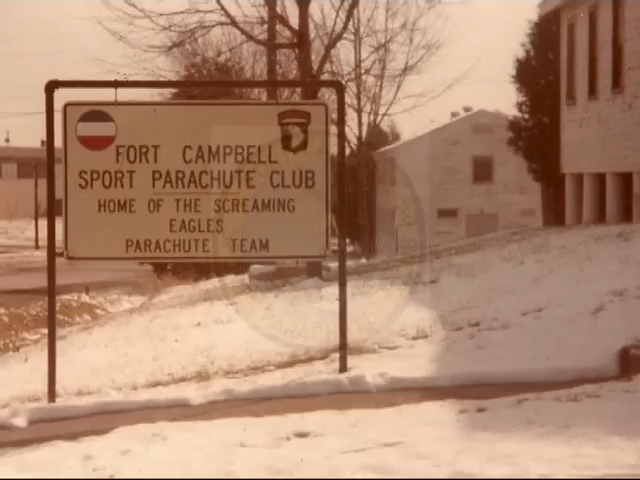 FORT CAMPBELL
SPORT PARACHUTE CLUB
HOME OF THE SCREAMING
EAGLES
PARACHUTE TEAM